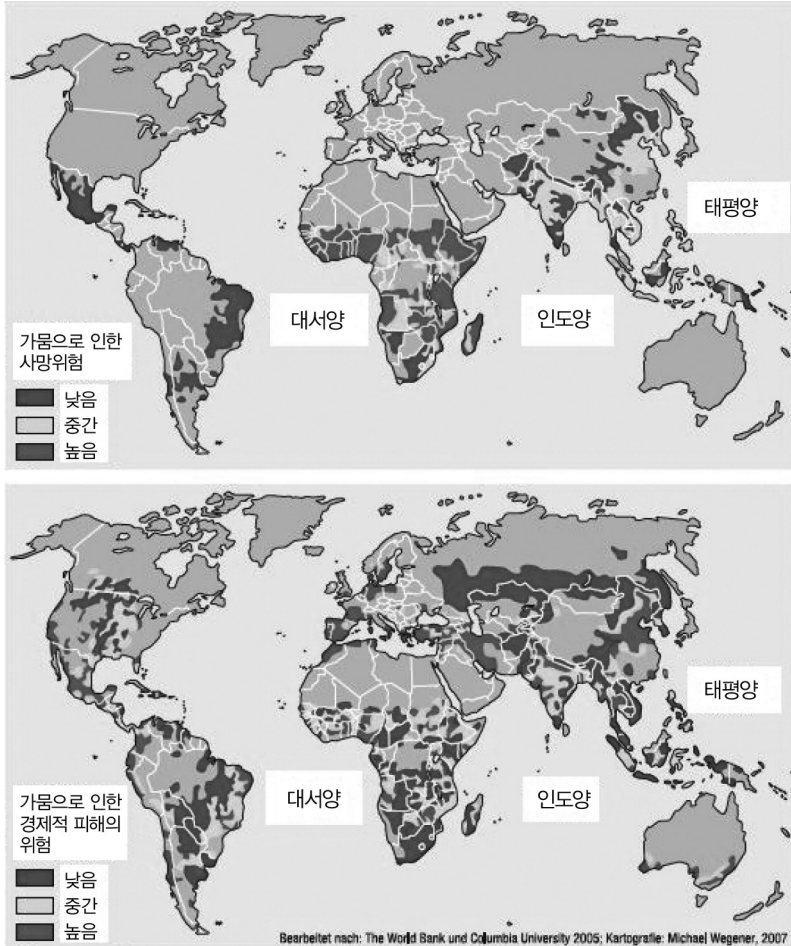 태평양
대서양
인도양
가뭄으로 인한
사망위험
낮음
중간
높음
태평양
대서양
인도양
가뭄으로 인한
경제적 피해의
위험
낮음
중간
높음
Bearbeitet nach: The World Bank und Columbia University 2005; Kartografie: Michael Wegener, 2007